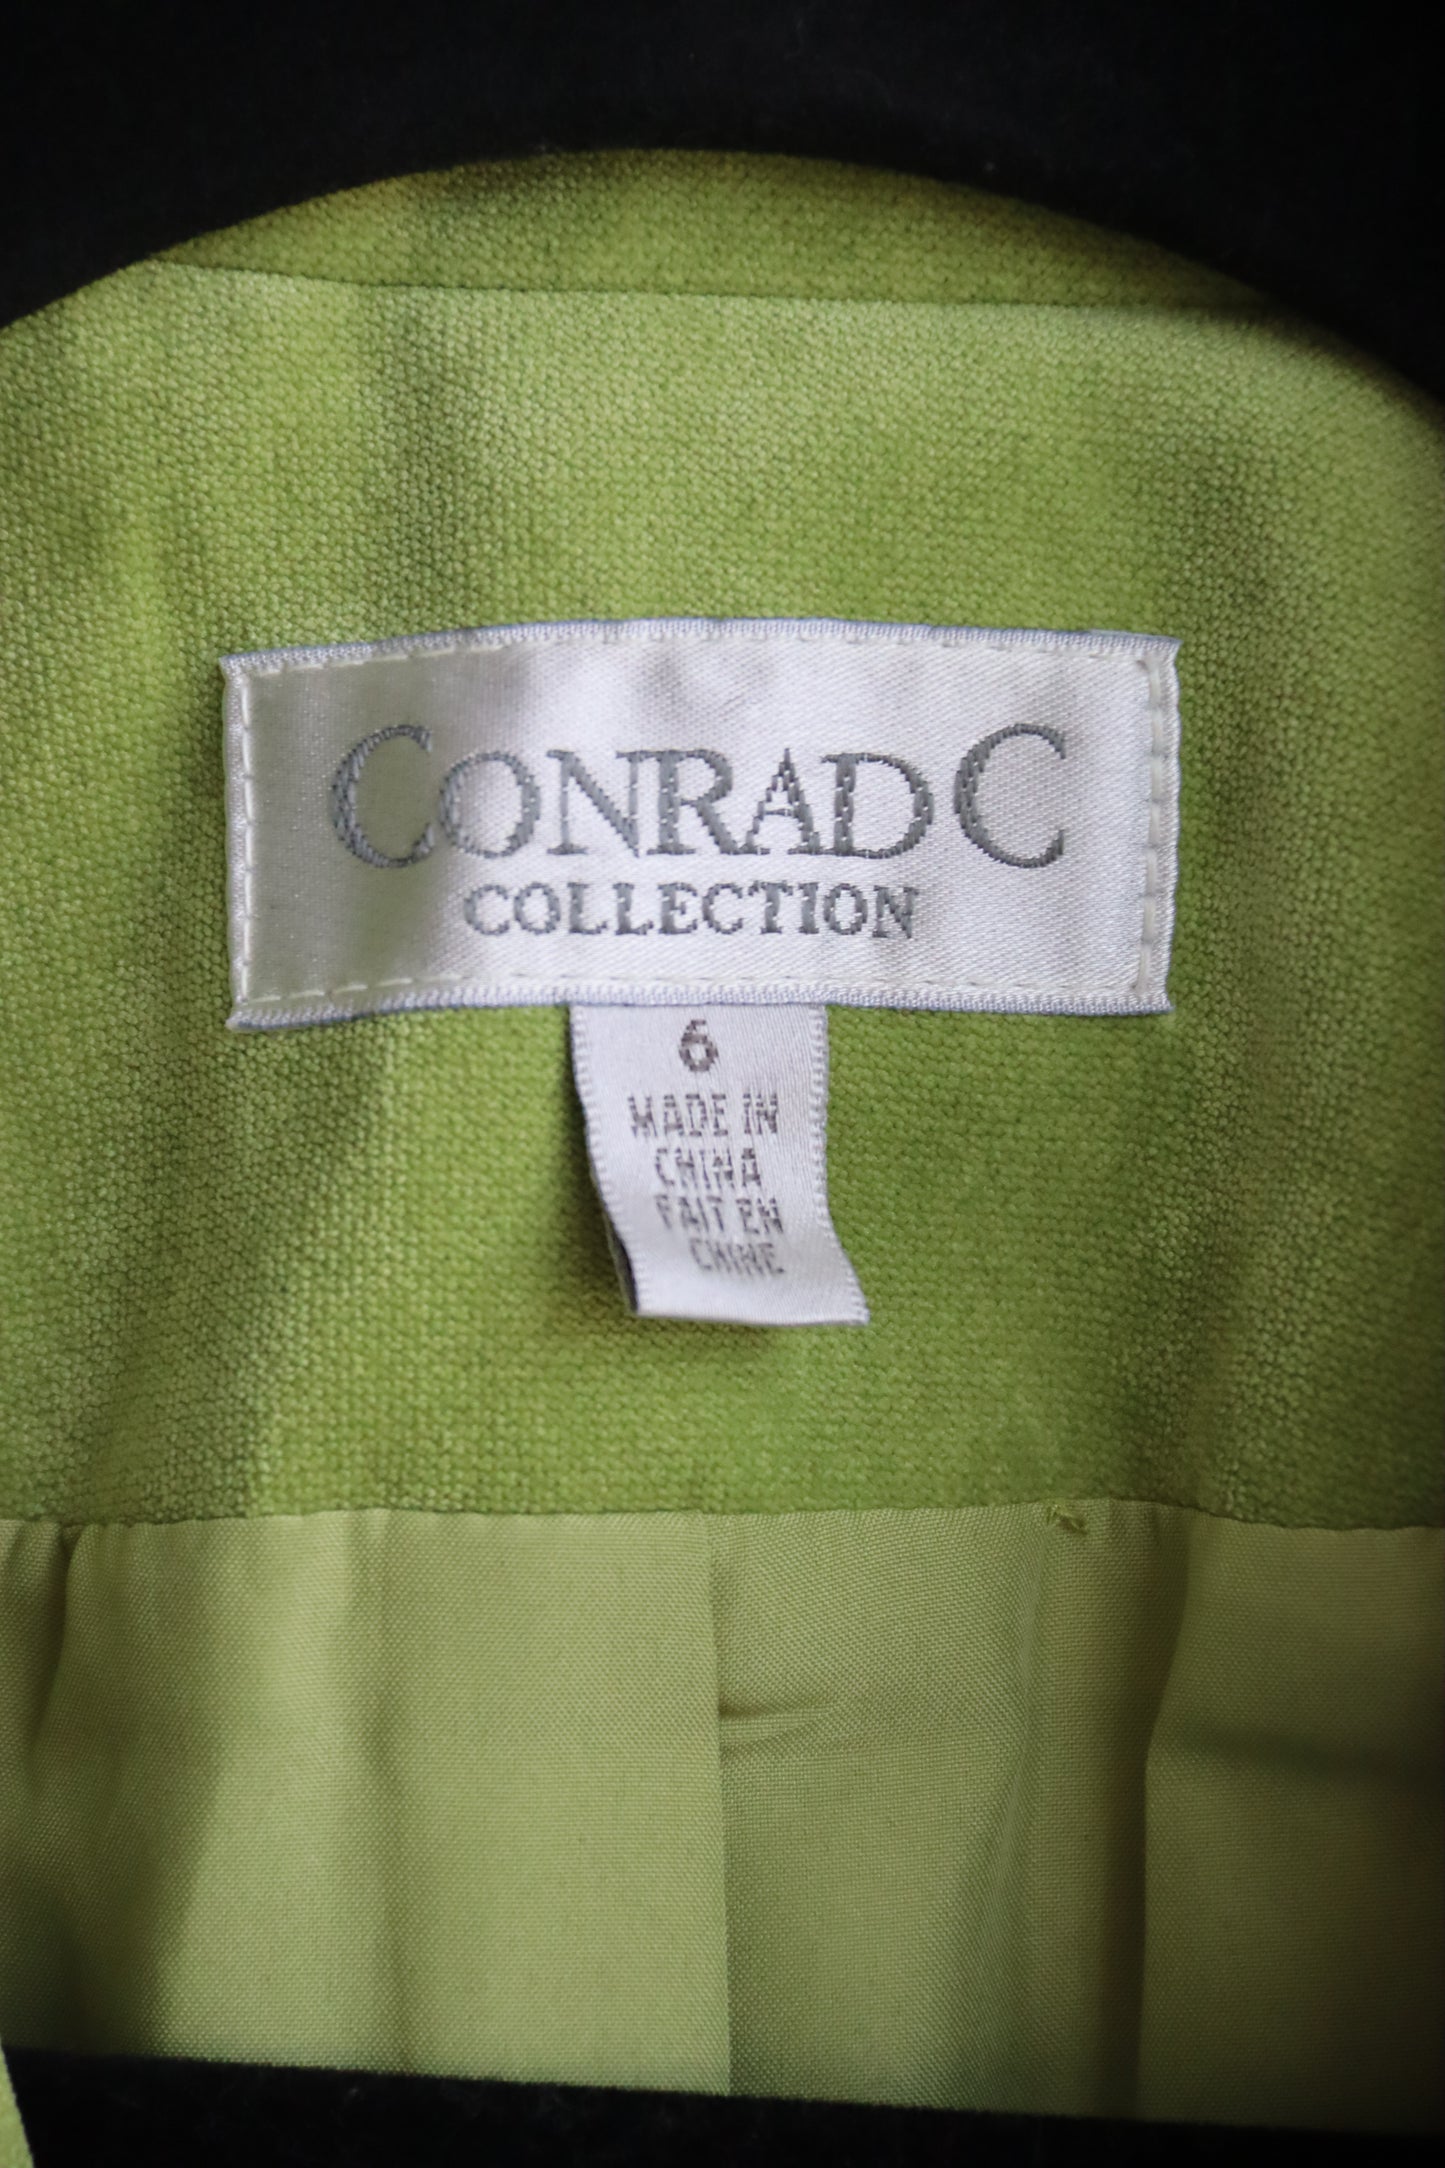 CONRAD C
COLLECTION
6
MADE IN
CHINA
FAIT EN
CHINE